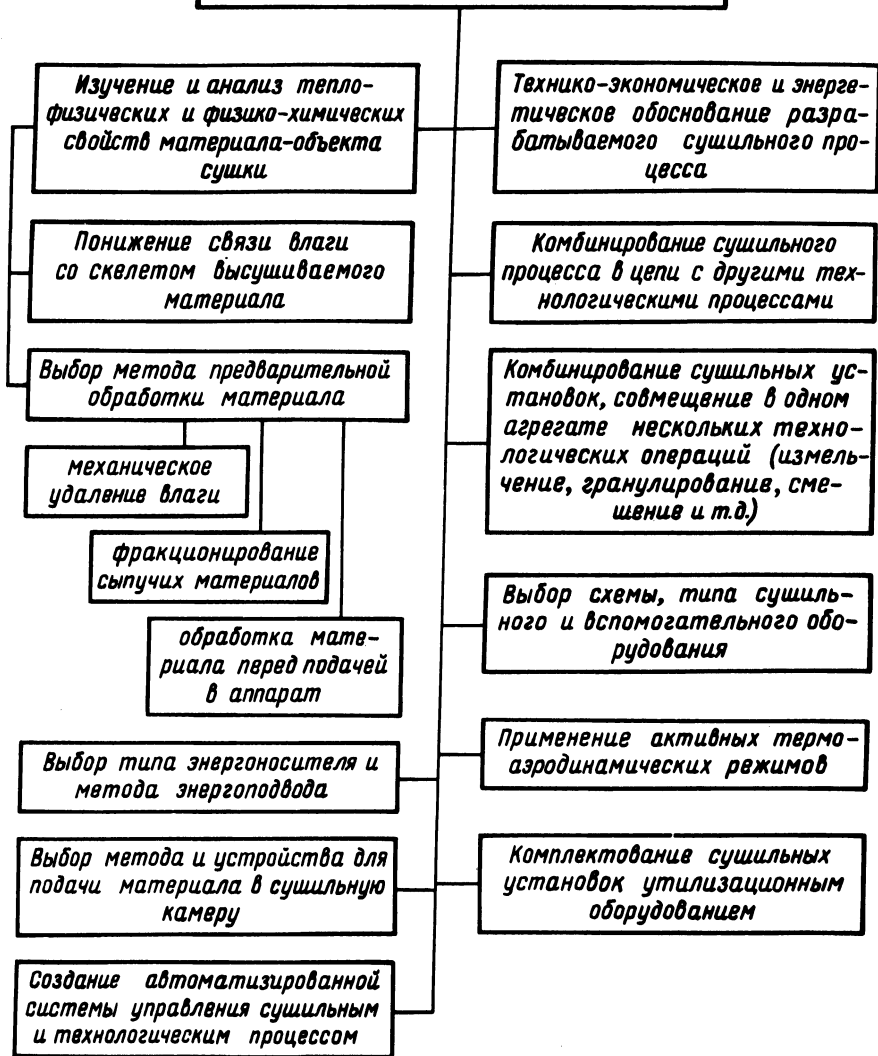 Изучение и анализ тепло-
физических и физико-химических
свойств материала-объекта
сушки
Понижение связи влаги
со скелетом высушиваемого
материала
Выбор метода предварительной
обработки материала
механическое
удаление влаги
фракционирование
сыпучих материалов
обработка мате-
риала перед подачей
в аппарат
Выбор типа энергоносителя и
метода энергоподвода
Выбор метода и устройства для
подачи материала в сушильную
камеру
Создание автоматизированной
системы управления сушильным
и технологическим процессом
Технико-экономическое и энерге-
тическое обоснование разра-
батываемого сушильного про-
цесса
Комбинирование сушильного
процесса в цепи с другими тех-
нологическими процессами
Комбинирование сушильных ус-
тановок, совмещение в одном
агрегате нескольких техно-
логических операций (измель-
чение, гранулирование, сме-
шение и т.д.)
Выбор схемы, типа сушиль-
ного и вспомогательного обо-
рудования
Применение активных термо-
аэродинамических режимов
Комплектование сушильных
установок утилизационным
оборудованием